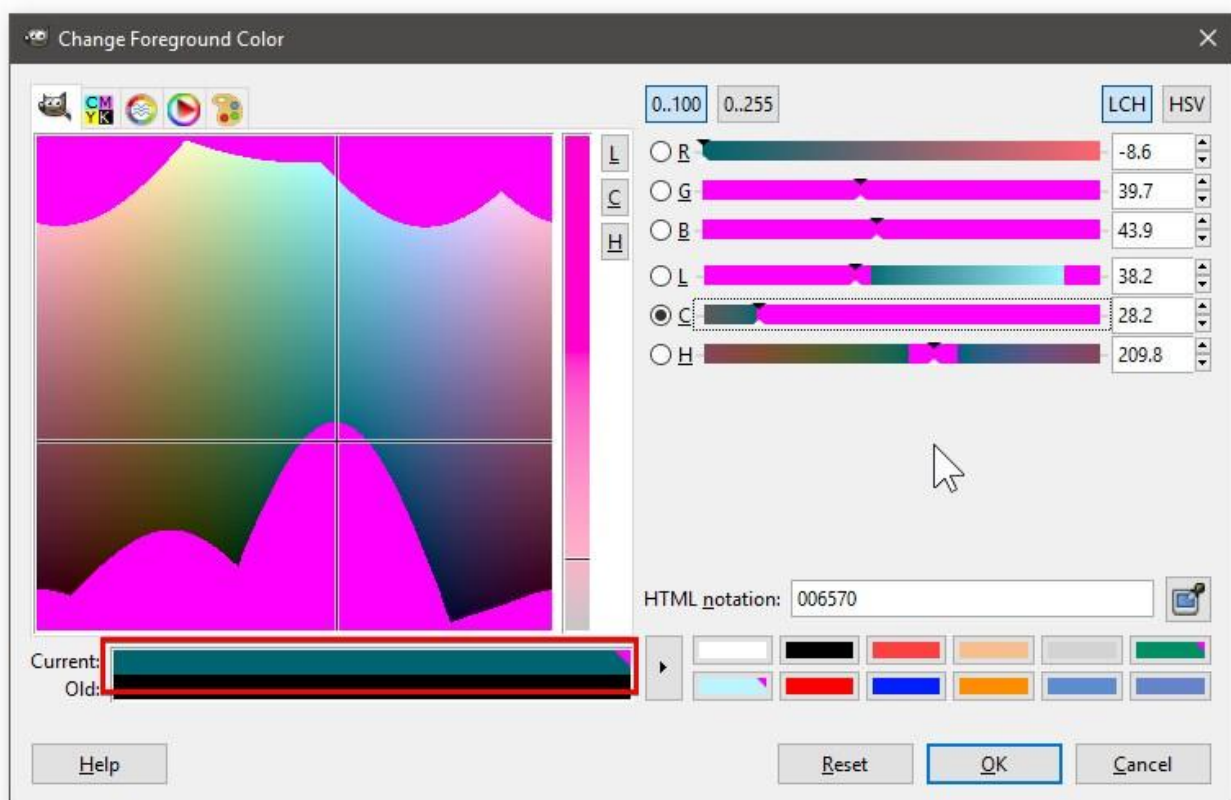 Change Foreground Color
CM
YK
0..100 0..255 LCH HSV
L
C
H
R -8.6
G 39.7
B 43.9
L 38.2
C 28.2
H 209.8
HTML notation: 006570
Current:
Old:
Help Reset OK Cancel